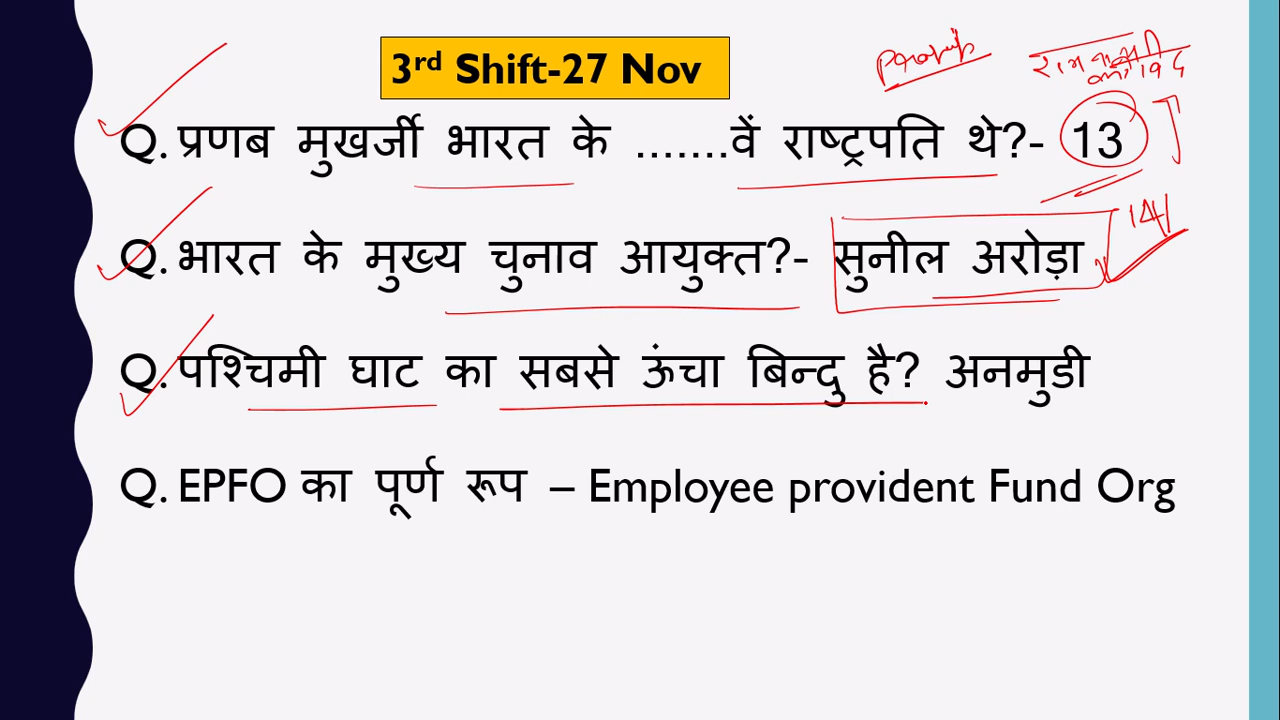 3rd Shift-27 Nov
Q. प्रणब मुखर्जी भारत के .......वें राष्ट्रपति थे?- 13
Q. भारत के मुख्य चुनाव आयुक्त?- सुनील अरोड़ा
Q. पश्चिमी घाट का सबसे ऊंचा बिन्दु है? अनमुडी
Q. EPFO का पूर्ण रूप – Employee provident Fund Org